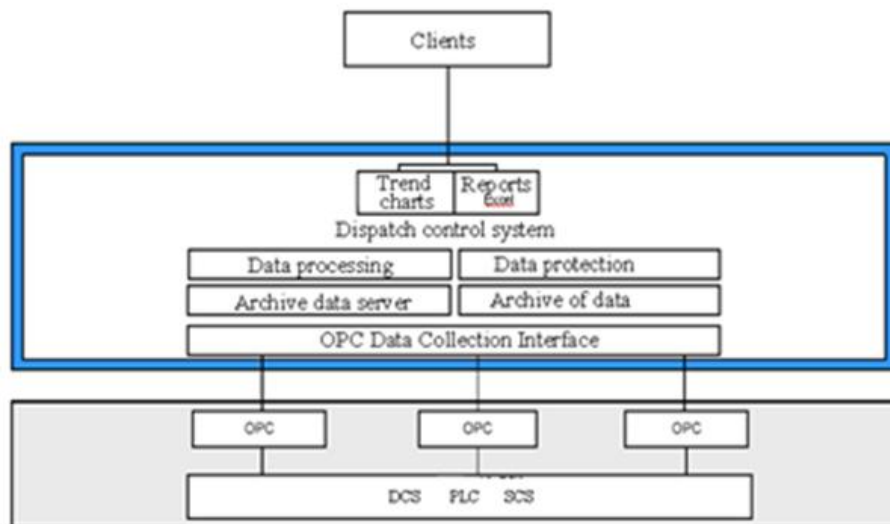 Clients
Trend charts
Reports
Excel
Dispatch control system
Data processing
Data protection
Archive data server
Archive of data
OPC Data Collection Interface
OPC
OPC
OPC
DCS PLC SCS